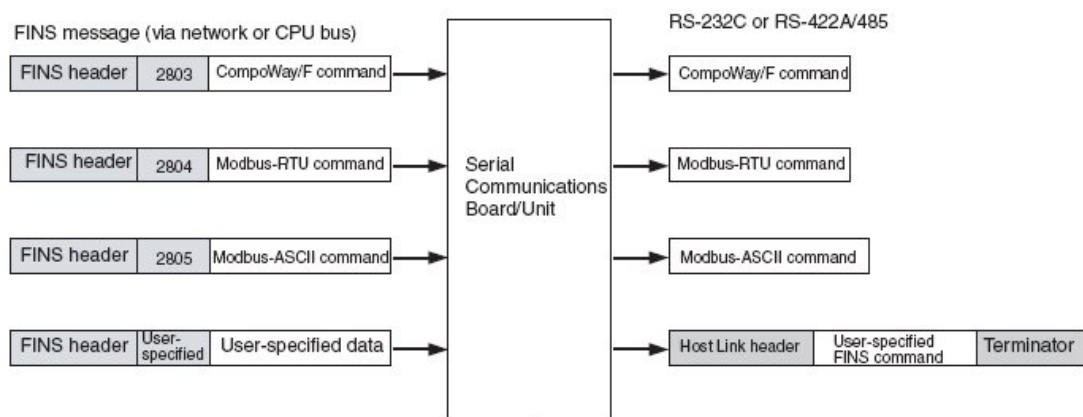 FINS message (via network or CPU bus)
RS-232C or RS-422A/485
FINS header 2803 CompoWay/F command
CompoWay/F command
FINS header 2804 Modbus-RTU command
Serial
Communications
Board/Unit
Modbus-RTU command
FINS header 2805 Modbus-ASCII command
Modbus-ASCII command
FINS header User-
specified User-specified data
Host Link header User-specified
FINS command Terminator